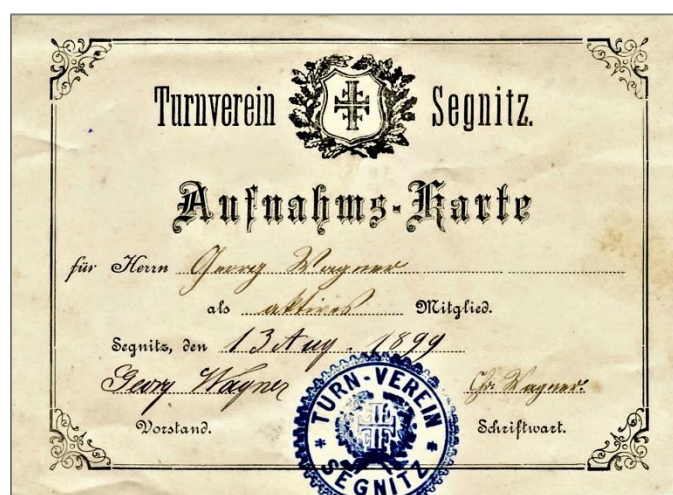 Turnverein Segnitz.
Aufnahms-Karte
für Herrn Georg Wagner
als aktives Mitglied.
Segnitz, den 13 Aug. 1899
Georg Wagner Chr. Wagner.
Vorstand. Schriftwart.
TURN-VEREIN
SEGNITZ